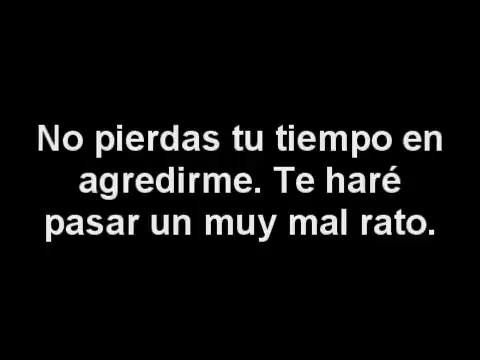 No pierdas tu tiempo en
agredirme. Te haré
pasar un muy mal rato.